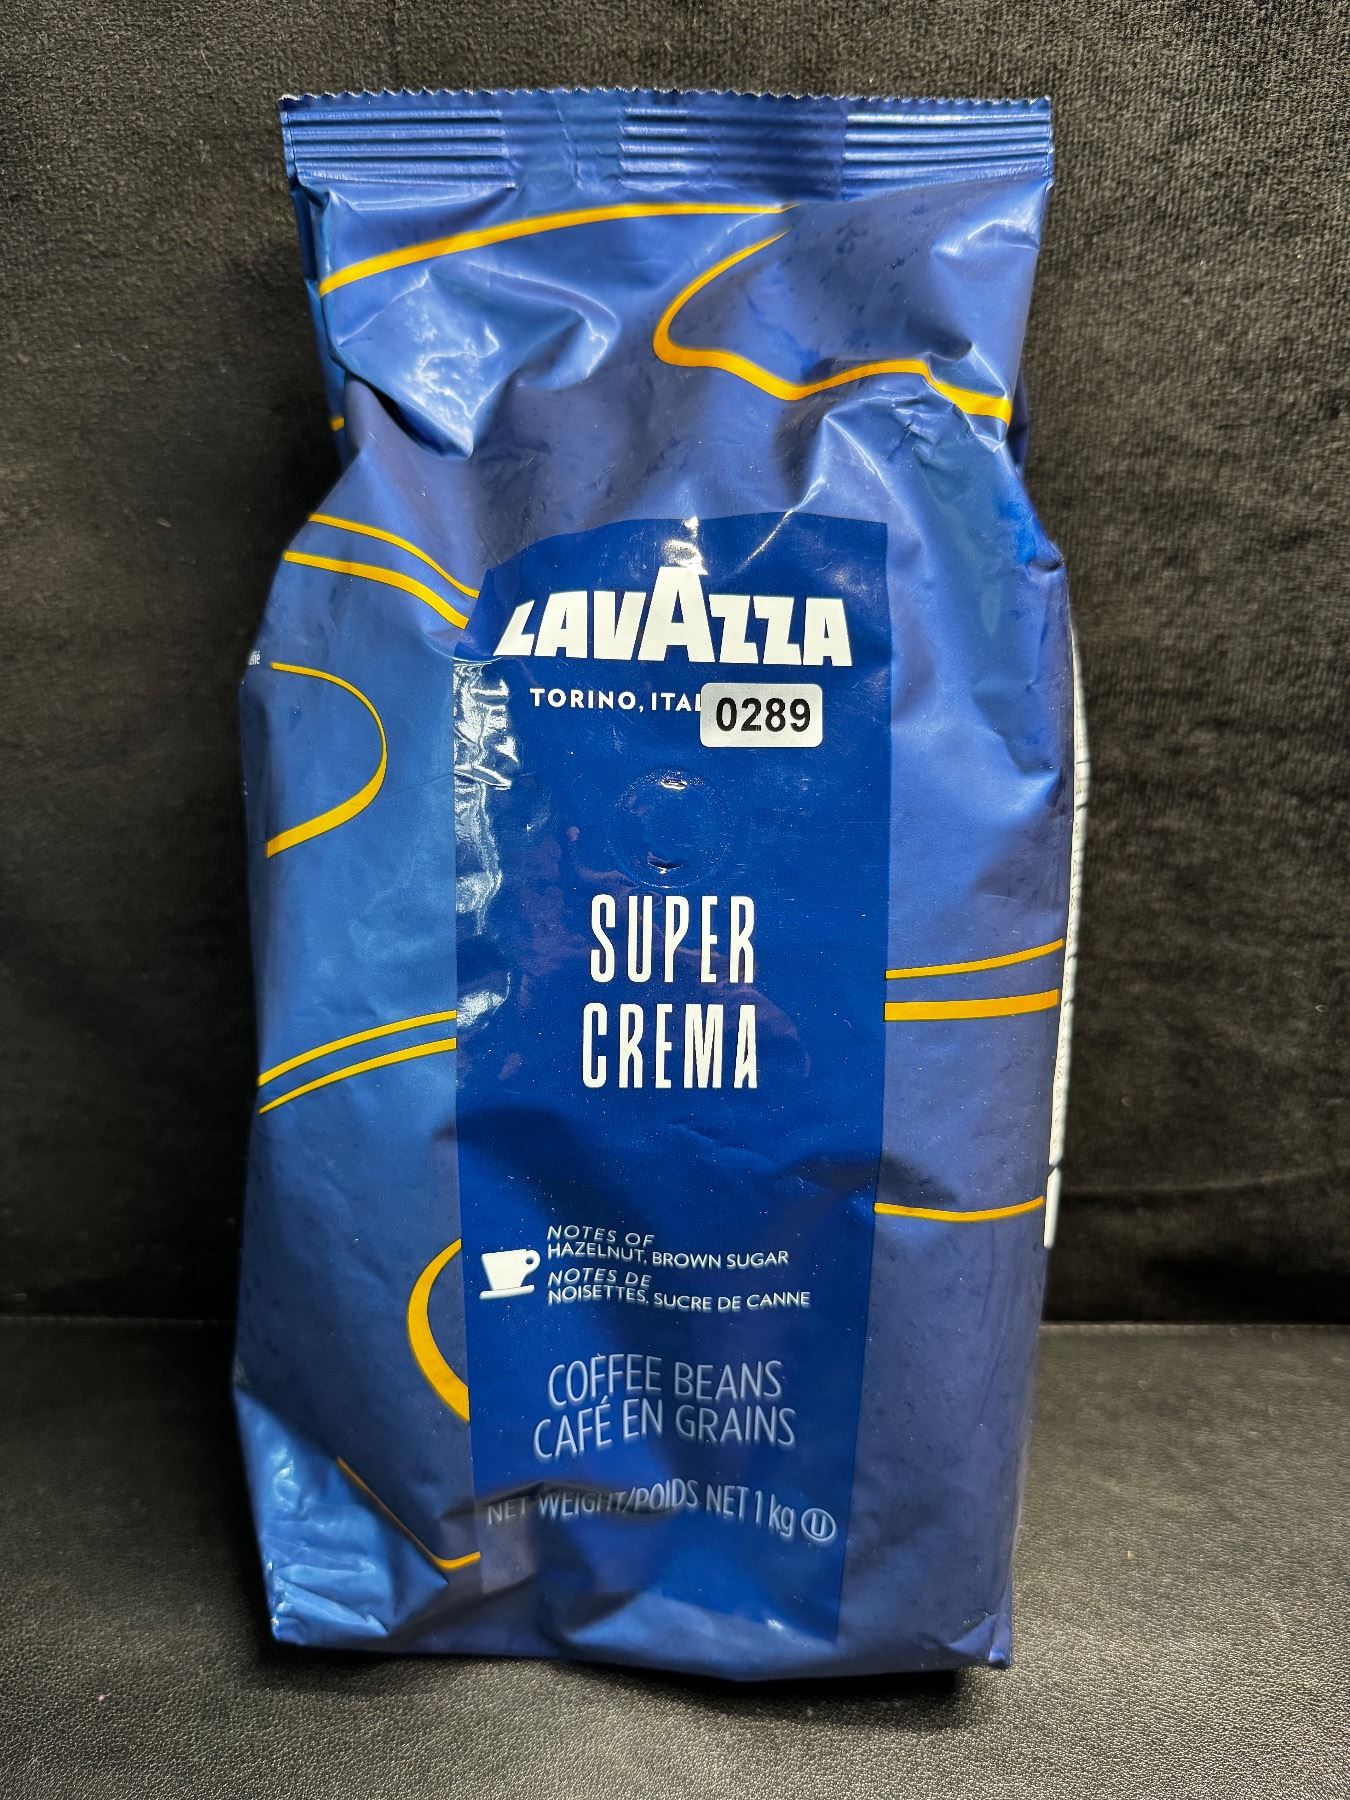 LAVAZZA
TORINO, ITAL
0289
SUPER
CREMA
NOTES OF
HAZELNUT, BROWN SUGAR
NOTES DE
NOISETTES, SUCRE DE CANNE
COFFEE BEANS
CAFÉ EN GRAINS
NET WEIGHT/POIDS NET 1 kg U